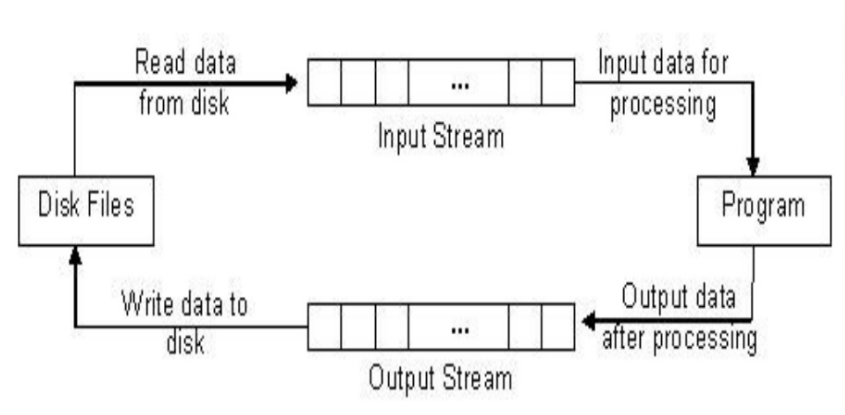 Read data
from disk
...
Input Stream
Input data for
processing
Disk Files
Program
Write data to
disk
...
Output Stream
Output data
after processing